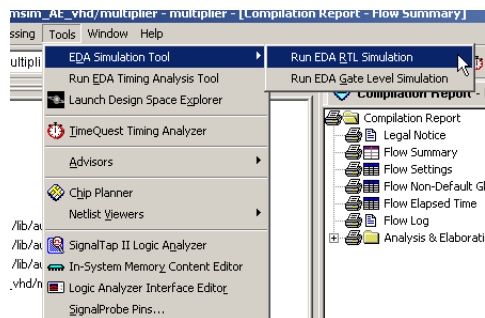 msim_AE_vhd/multiplier - multiplier - [Compilation Report - Flow Summary]
ssing Tools Window Help
ultipli
EDA Simulation Tool
Run EDA RTL Simulation
Run EDA Timing Analysis Tool
Run EDA Gate Level Simulation
Launch Design Space Explorer
Compilation Report -
TimeQuest Timing Analyzer
Compilation Report
Legal Notice
Advisors
Flow Summary
Flow Settings
Chip Planner
Flow Non-Default Gl
Netlist Viewers
Flow Elapsed Time
/lib/au
Flow Log
/lib/au
SignalTap II Logic Analyzer
Analysis & Elaborati
/lib/au
In-System Memory Content Editor
_vhd/m
Logic Analyzer Interface Editor
SignalProbe Pins...